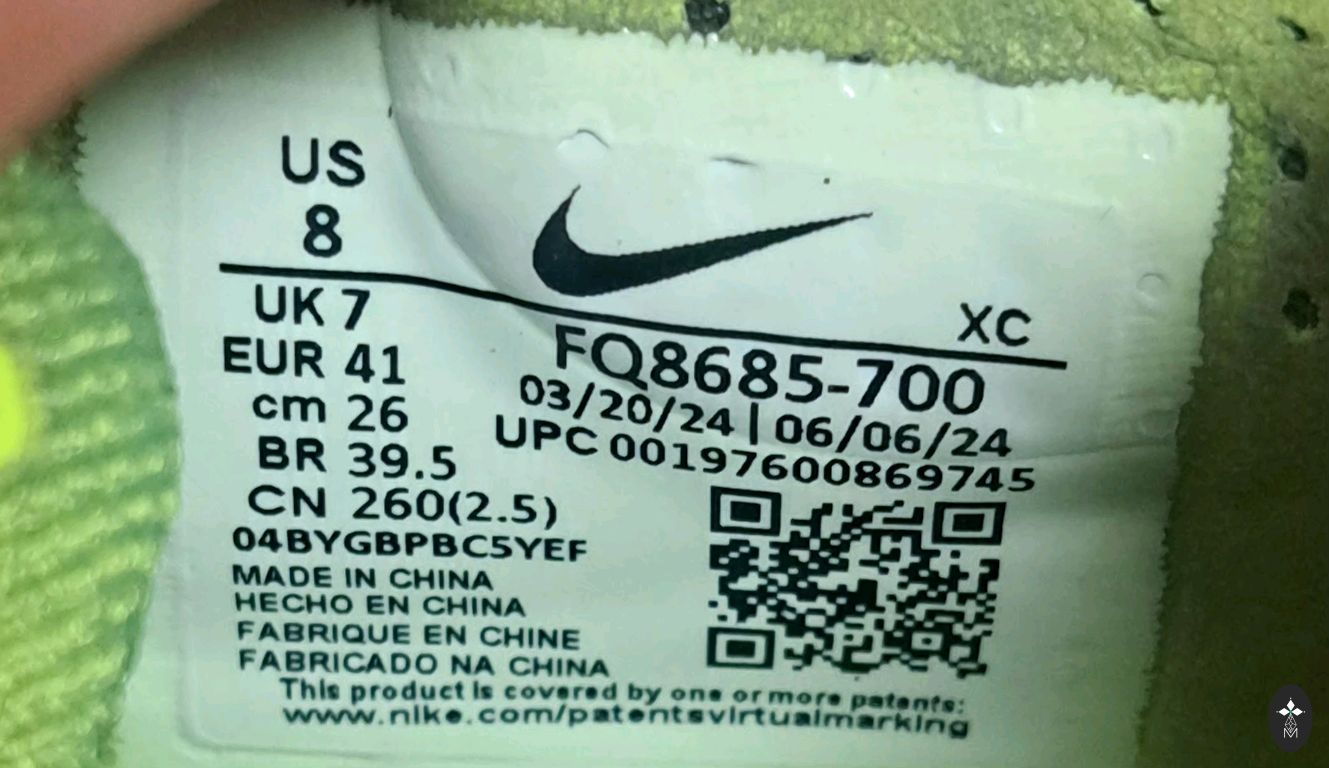 US
8
UK 7
EUR 41
cm 26
BR 39.5
CN 260(2.5)
04BYGBPBC5YEF
MADE IN CHINA
HECHO EN CHINA
FABRIQUE EN CHINE
FABRICADO NA CHINA
XC
FQ8685-700
03/20/24 | 06/06/24
UPC 00197600869745
This product is covered by one or more patents:
www.nike.com/patentsvirtualmarking
M